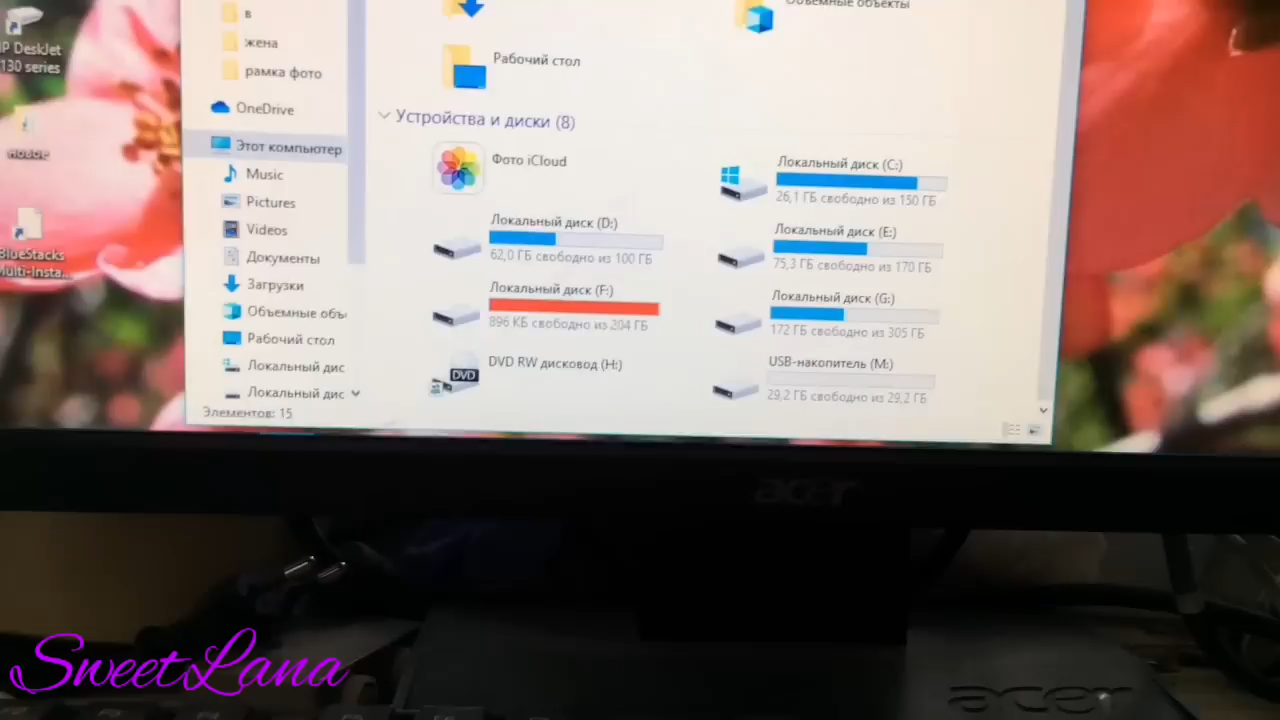 P DeskJet
130 series
новое
BlueStacks
Multi-Insta...
в
жена
рамка фото
OneDrive
Этот компьютер
Music
Pictures
Videos
Документы
Загрузки
Объемные объ
Рабочий стол
Локальный дис
Локальный дис
Элементов: 15
Объемные объекты
Рабочий стол
Устройства и диски (8)
Фото iCloud
Локальный диск (C:)
26,1 ГБ свободно из 150 ГБ
Локальный диск (D:)
62,0 ГБ свободно из 100 ГБ
Локальный диск (E:)
75,3 ГБ свободно из 170 ГБ
Локальный диск (F:)
896 КБ свободно из 204 ГБ
Локальный диск (G:)
172 ГБ свободно из 305 ГБ
DVD RW дисковод (H:)
DVD
USB-накопитель (M:)
29,2 ГБ свободно из 29,2 ГБ
acer
SweetLana
acer